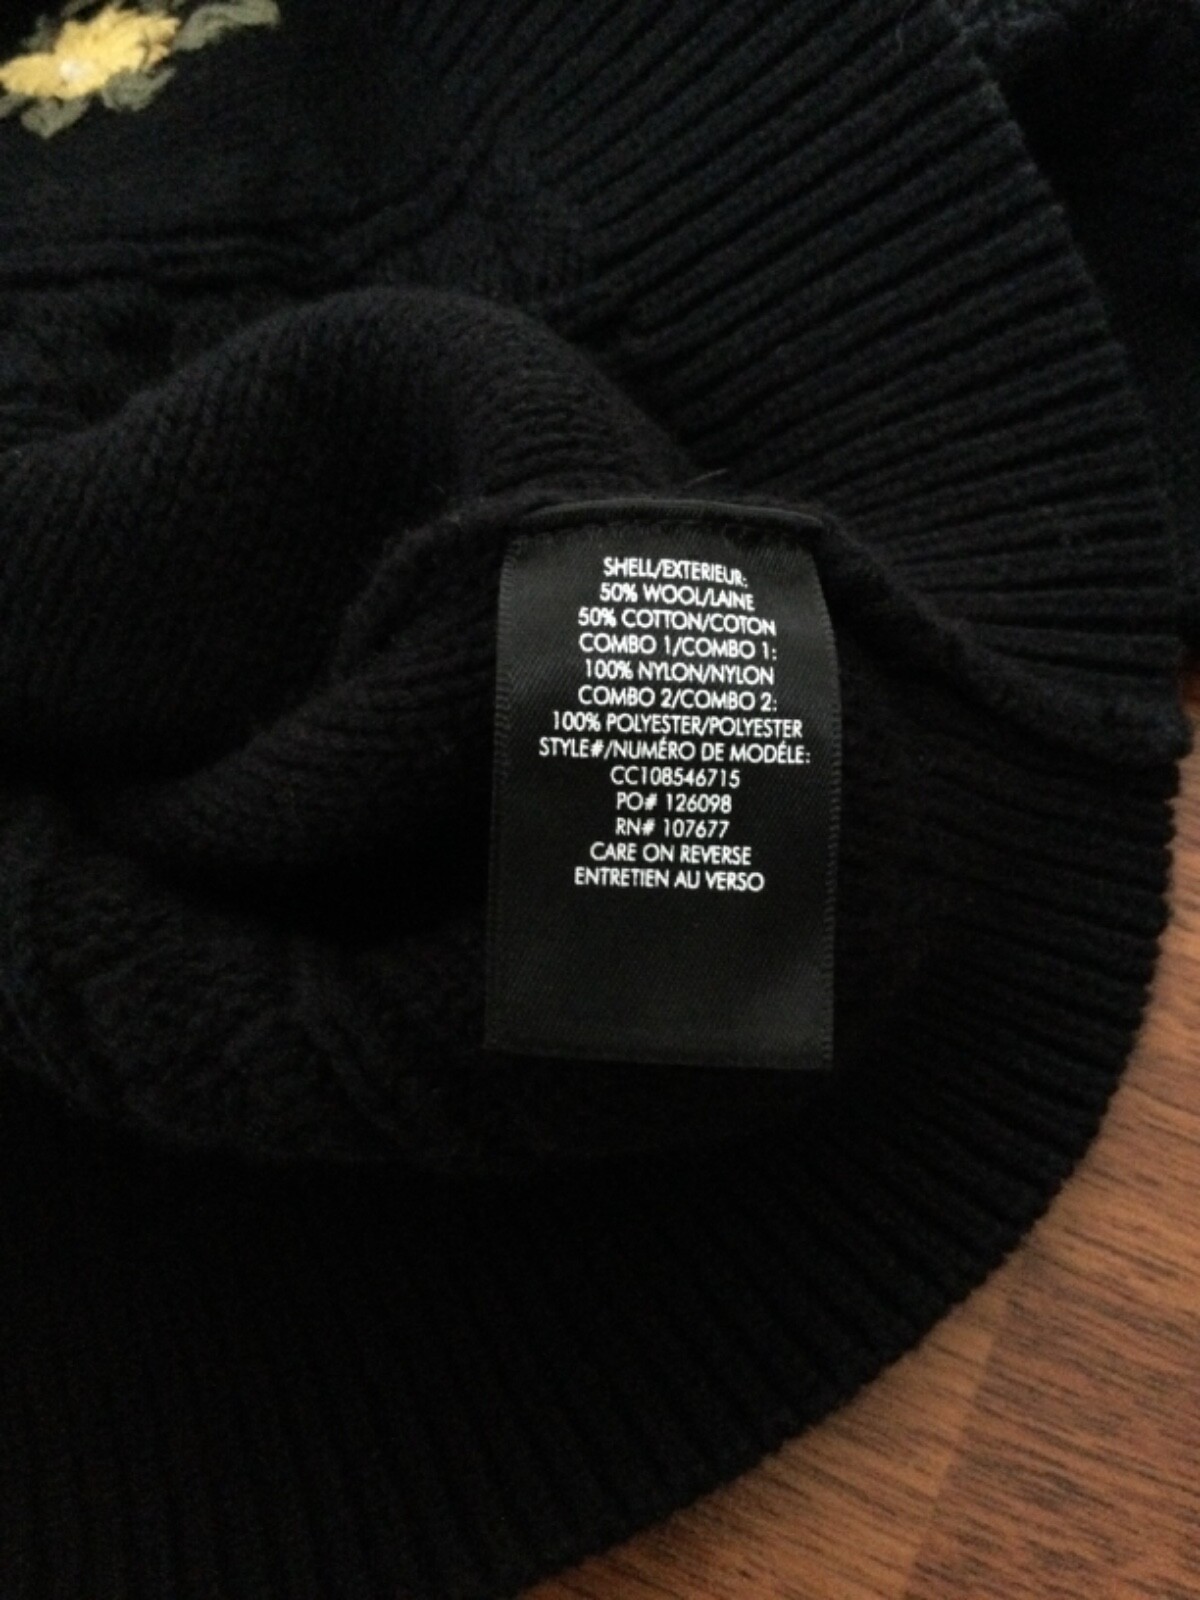 SHELL/EXTERIEUR:
50% WOOL/LAINE
50% COTTON/COTON
COMBO 1/COMBO 1:
100% NYLON/NYLON
COMBO 2/COMBO 2:
100% POLYESTER/POLYESTER
STYLE#/NUMÉRO DE MODÉLE:
CC108546715
PO# 126098
RN# 107677
CARE ON REVERSE
ENTRETIEN AU VERSO